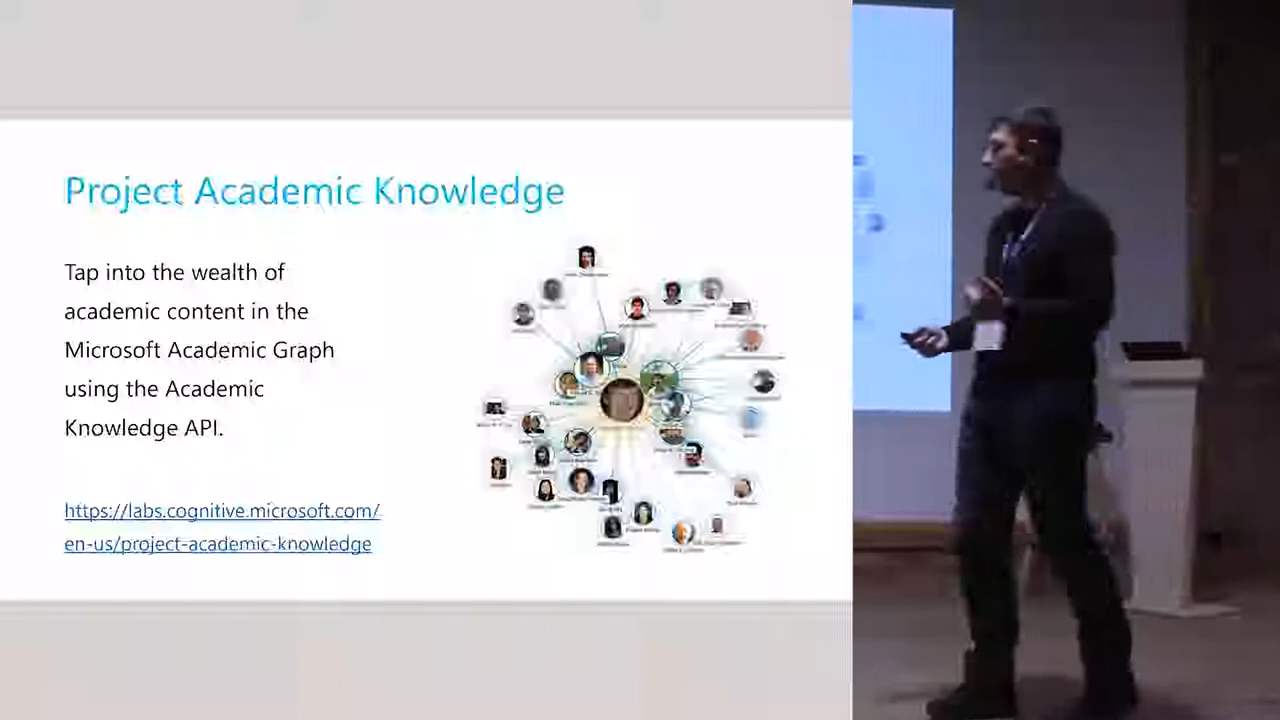 Project Academic Knowledge
Tap into the wealth of
academic content in the
Microsoft Academic Graph
using the Academic
Knowledge API.
https://labs.cognitive.microsoft.com/
en-us/project-academic-knowledge